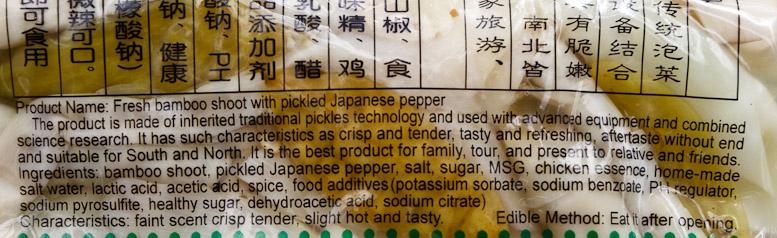 传统泡菜
设备结合
有脆嫩
南北皆
家旅游、
山椒、食
味精、鸡
乳酸、醋
品添加剂
酸钠、PH
钠、健康
檬酸钠)
微辣可口。
即可食用
Product Name: Fresh bamboo shoot with pickled Japanese pepper
The product is made of inherited traditional pickles technology and used with advanced equipment and combined
science research. It has such characteristics as crisp and tender, tasty and refreshing, aftertaste without end
and suitable for South and North. It is the best product for family, tour, and present to relative and friends.
Ingredients: bamboo shoot, pickled Japanese pepper, salt, sugar, MSG, chicken essence, home-made
salt water, lactic acid, acetic acid, spice, food additives(potassium sorbate, sodium benzoate, PH regulator,
sodium pyrosulfite, healthy sugar, dehydroacetic acid, sodium citrate)
Characteristics: faint scent crisp tender, slight hot and tasty. Edible Method: Eat it after opening.